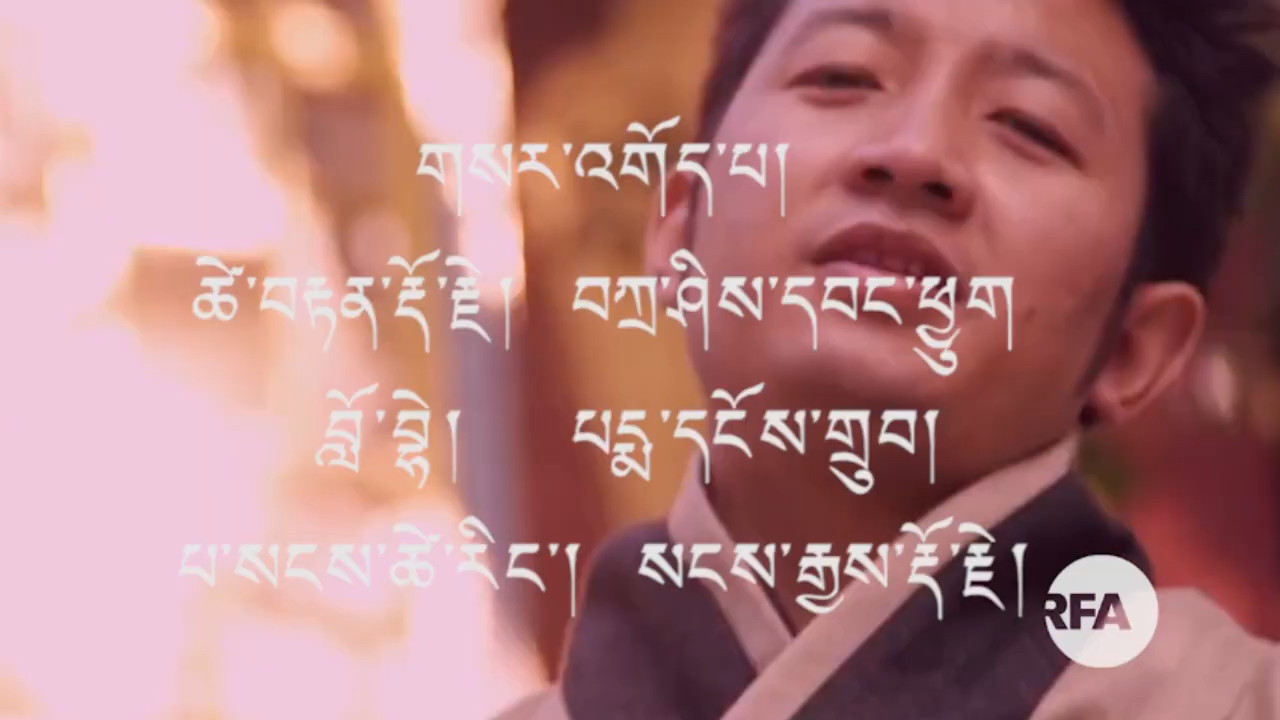 གསར་འགོད་པ།
ཚེ་བརྟན་རྡོ་རྗེ། བཀྲ་ཤིས་དབང་ཕྱུག
བློ་བྷེ། པདྨ་དངོས་གྲུབ།
པ་སངས་ཚེ་རིང་། སངས་རྒྱས་རྡོ་རྗེ།
RFA